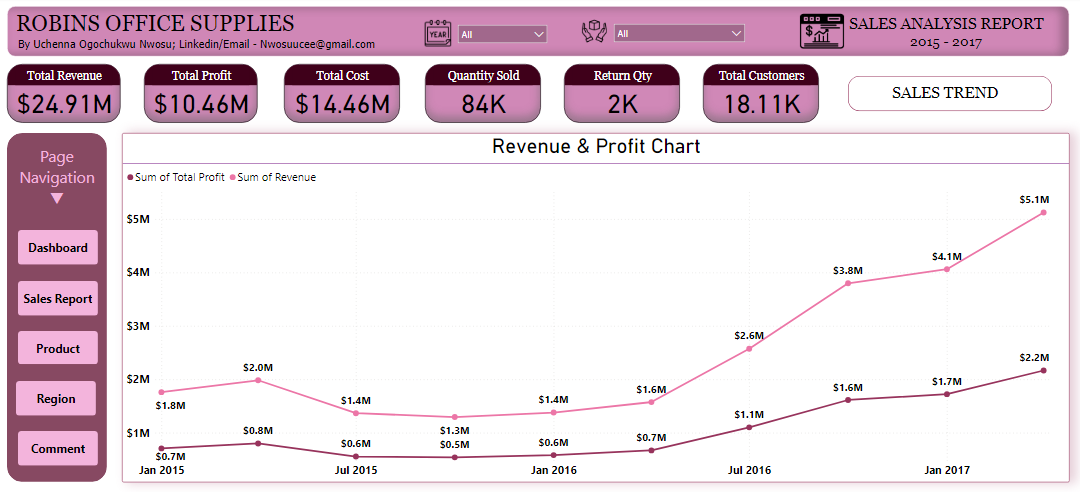 ROBINS OFFICE SUPPLIES
By Uchenna Ogochukwu Nwosu; Linkedin/Email - Nwosuucee@gmail.com
YEAR
All
All
$
SALES ANALYSIS REPORT
2015 - 2017
Total Revenue
$24.91M
Total Profit
$10.46M
Total Cost
$14.46M
Quantity Sold
84K
Return Qty
2K
Total Customers
18.11K
SALES TREND
Page
Navigation
Dashboard
Sales Report
Product
Region
Comment
Revenue & Profit Chart
Sum of Total Profit
Sum of Revenue
$5M
$4M
$3M
$2M
$1M
$1.8M
$2.0M
$1.4M
$1.3M
$1.4M
$1.6M
$2.6M
$3.8M
$4.1M
$5.1M
$0.7M
$0.8M
$0.6M
$0.5M
$0.6M
$0.7M
$1.1M
$1.6M
$1.7M
$2.2M
Jan 2015
Jul 2015
Jan 2016
Jul 2016
Jan 2017